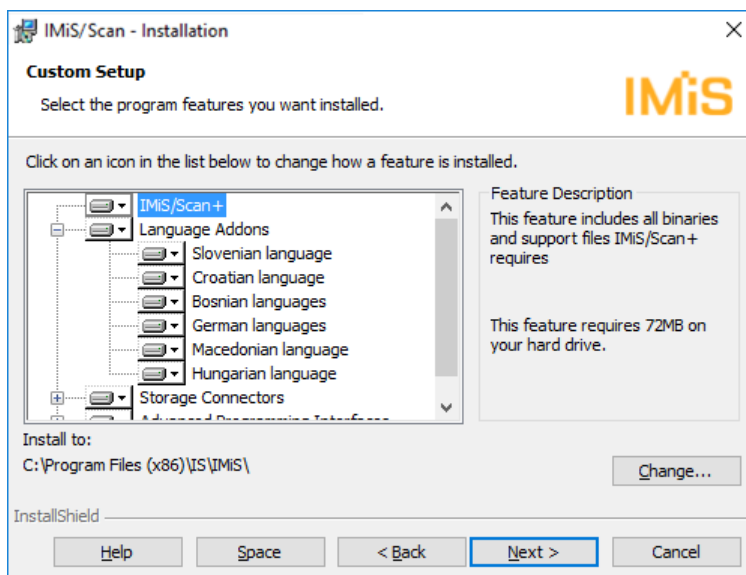 IMiS/Scan - Installation
Custom Setup
Select the program features you want installed.
IMiS
Click on an icon in the list below to change how a feature is installed.
IMiS/Scan+
Language Addons
Slovenian language
Croatian language
Bosnian languages
German languages
Macedonian language
Hungarian language
Storage Connectors
Advanced Programming Interfaces
Feature Description
This feature includes all binaries
and support files IMiS/Scan+
requires
This feature requires 72MB on
your hard drive.
Install to:
C:\Program Files (x86)\IS\IMiS\
Change...
InstallShield
Help
Space
< Back
Next >
Cancel